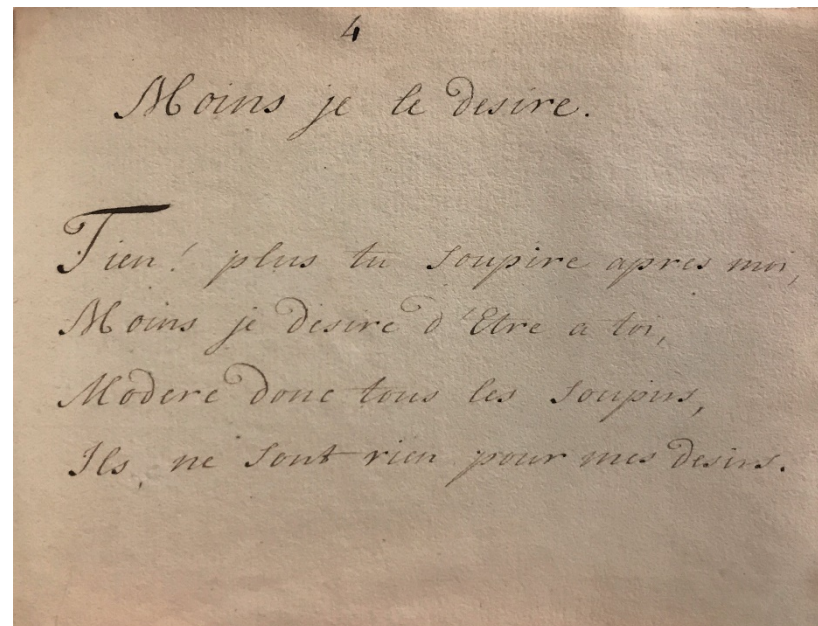 4
Moins je le desire.
Tien! plus tu soupire apres moi,
Moins je desire d'Etre a toi,
Modere donc tous les soupirs,
Ils, ne sont rien pour mes desirs.